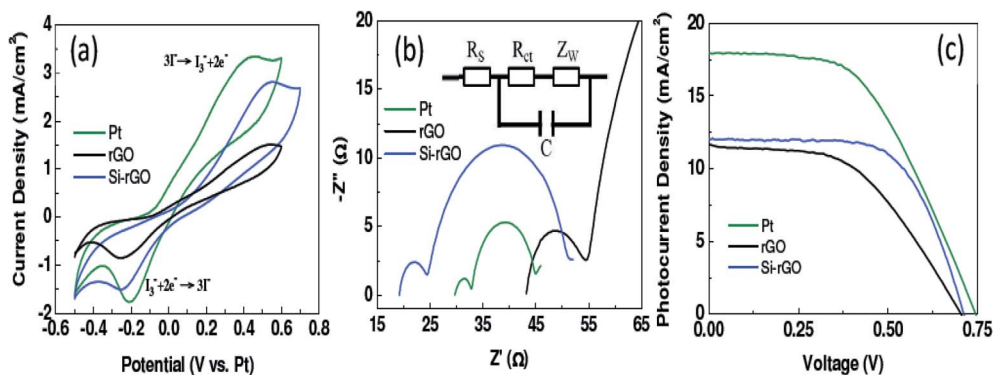 (a)
3I⁻→ I₃⁻+2e⁻
Pt
rGO
Si-rGO
I₃⁻+2e⁻→ 3I⁻
Current Density (mA/cm²)
4
3
2
1
0
-1
-2
-0.6 -0.4 -0.2 0.0 0.2 0.4 0.6 0.8
Potential (V vs. Pt)
(b)
R_S R_ct Z_W
C
Pt
rGO
Si-rGO
-Z" (Ω)
20
15
10
5
0
15 25 35 45 55 65
Z' (Ω)
(c)
Pt
rGO
Si-rGO
Photocurrent Density (mA/cm²)
20
15
10
5
0
0.00 0.25 0.50 0.75
Voltage (V)